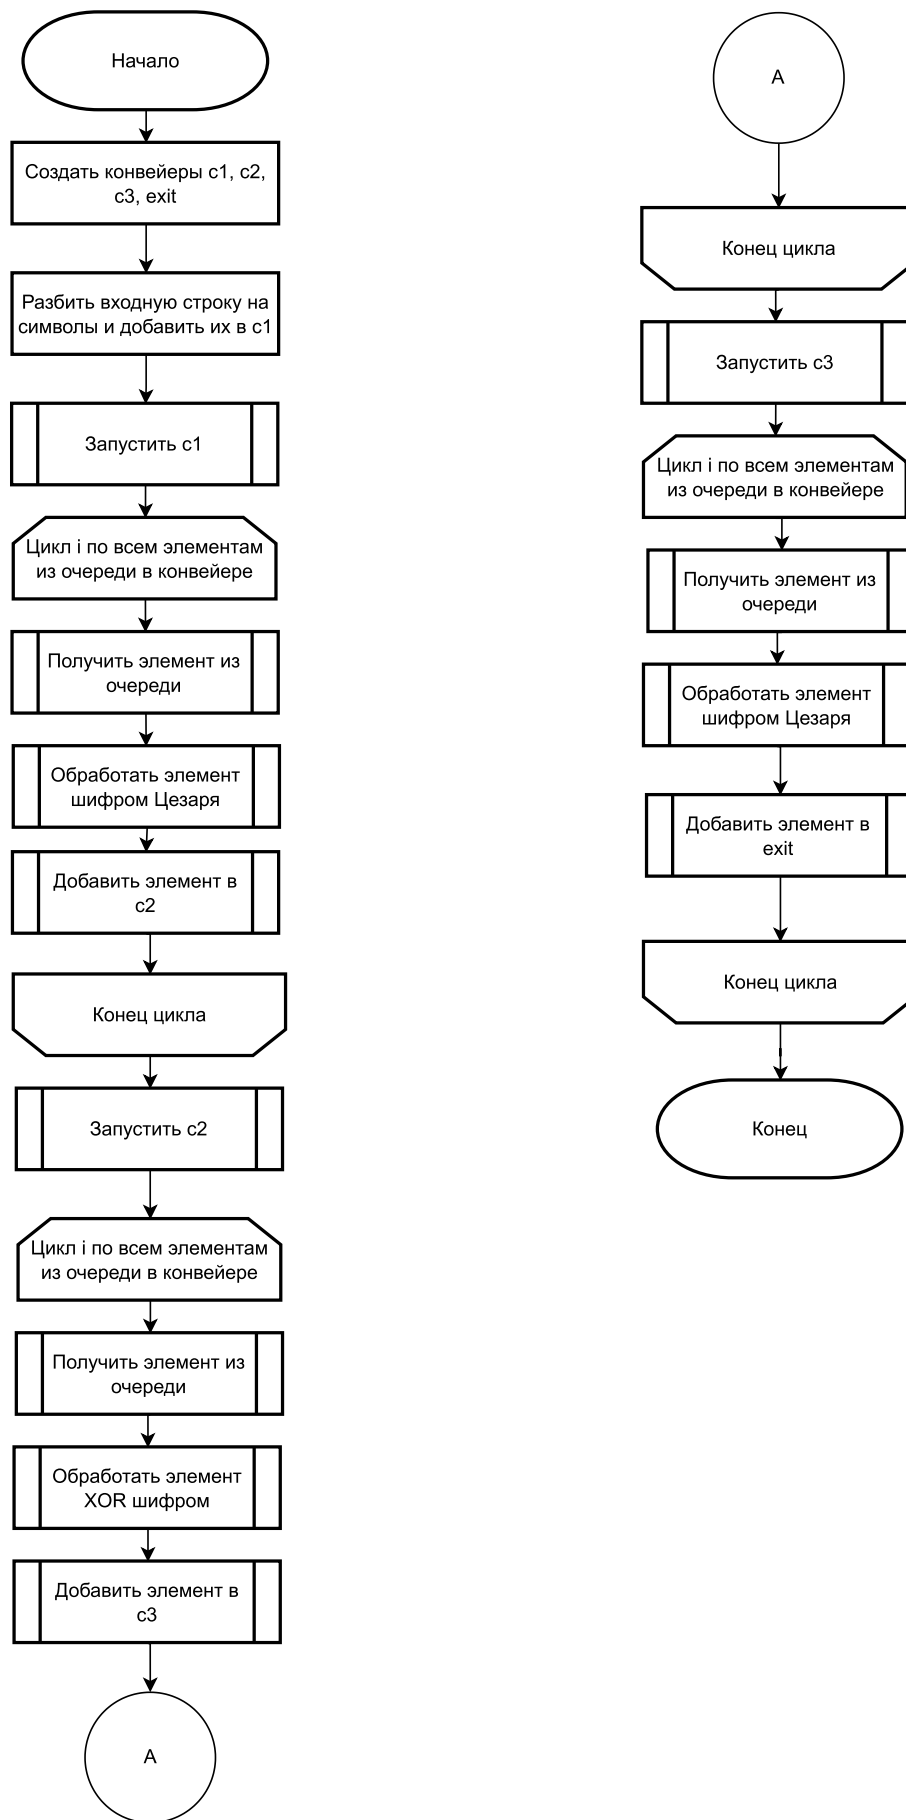 Начало
Создать конвейеры c1, c2,
c3, exit
Разбить входную строку на
символы и добавить их в c1
Запустить c1
Цикл i по всем элементам
из очереди в конвейере
Получить элемент из
очереди
Обработать элемент
шифром Цезаря
Добавить элемент в
c2
Конец цикла
Запустить c2
Цикл i по всем элементам
из очереди в конвейере
Получить элемент из
очереди
Обработать элемент
XOR шифром
Добавить элемент в
c3
A
A
Конец цикла
Запустить c3
Цикл i по всем элементам
из очереди в конвейере
Получить элемент из
очереди
Обработать элемент
шифром Цезаря
Добавить элемент в
exit
Конец цикла
Конец